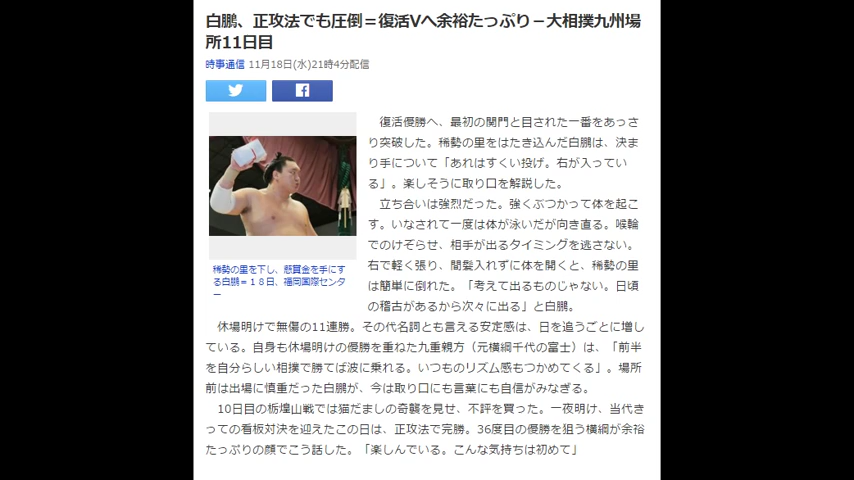 白鵬、正攻法でも圧倒＝復活Vへ余裕たっぷり－大相撲九州場
所11日目
時事通信 11月18日(水)21時4分配信
復活優勝へ、最初の関門と目された一番をあっさ
り突破した。稀勢の里をはたき込んだ白鵬は、決ま
り手について「あれはすくい投げ。右が入ってい
る」。楽しそうに取り口を解説した。
立ち合いは強烈だった。強くぶつかって体を起こ
す。いなされて一度は体が泳いだが向き直る。喉輪
でのけぞらせ、相手が出るタイミングを逃さない。
右で軽く張り、間髪入れずに体を開くと、稀勢の里
は簡単に倒れた。「考えて出るものじゃない。日頃
の稽古があるから次々に出る」と白鵬。
稀勢の里を下し、懸賞金を手にす
る白鵬＝１８日、福岡国際センタ
ー
休場明けで無傷の11連勝。その代名詞とも言える安定感は、日を追うごとに増し
ている。自身も休場明けの優勝を重ねた九重親方（元横綱千代の富士）は、「前半
を自分らしい相撲で勝てば波に乗れる。いつものリズム感もつかめてくる」。場所
前は出場に慎重だった白鵬が、今は取り口にも言葉にも自信がみなぎる。
10日目の栃煌山戦では猫だましの奇襲を見せ、不評を買った。一夜明け、当代き
っての看板対決を迎えたこの日は、正攻法で完勝。36度目の優勝を狙う横綱が余裕
たっぷりの顔でこう話した。「楽しんでいる。こんな気持ちは初めて」